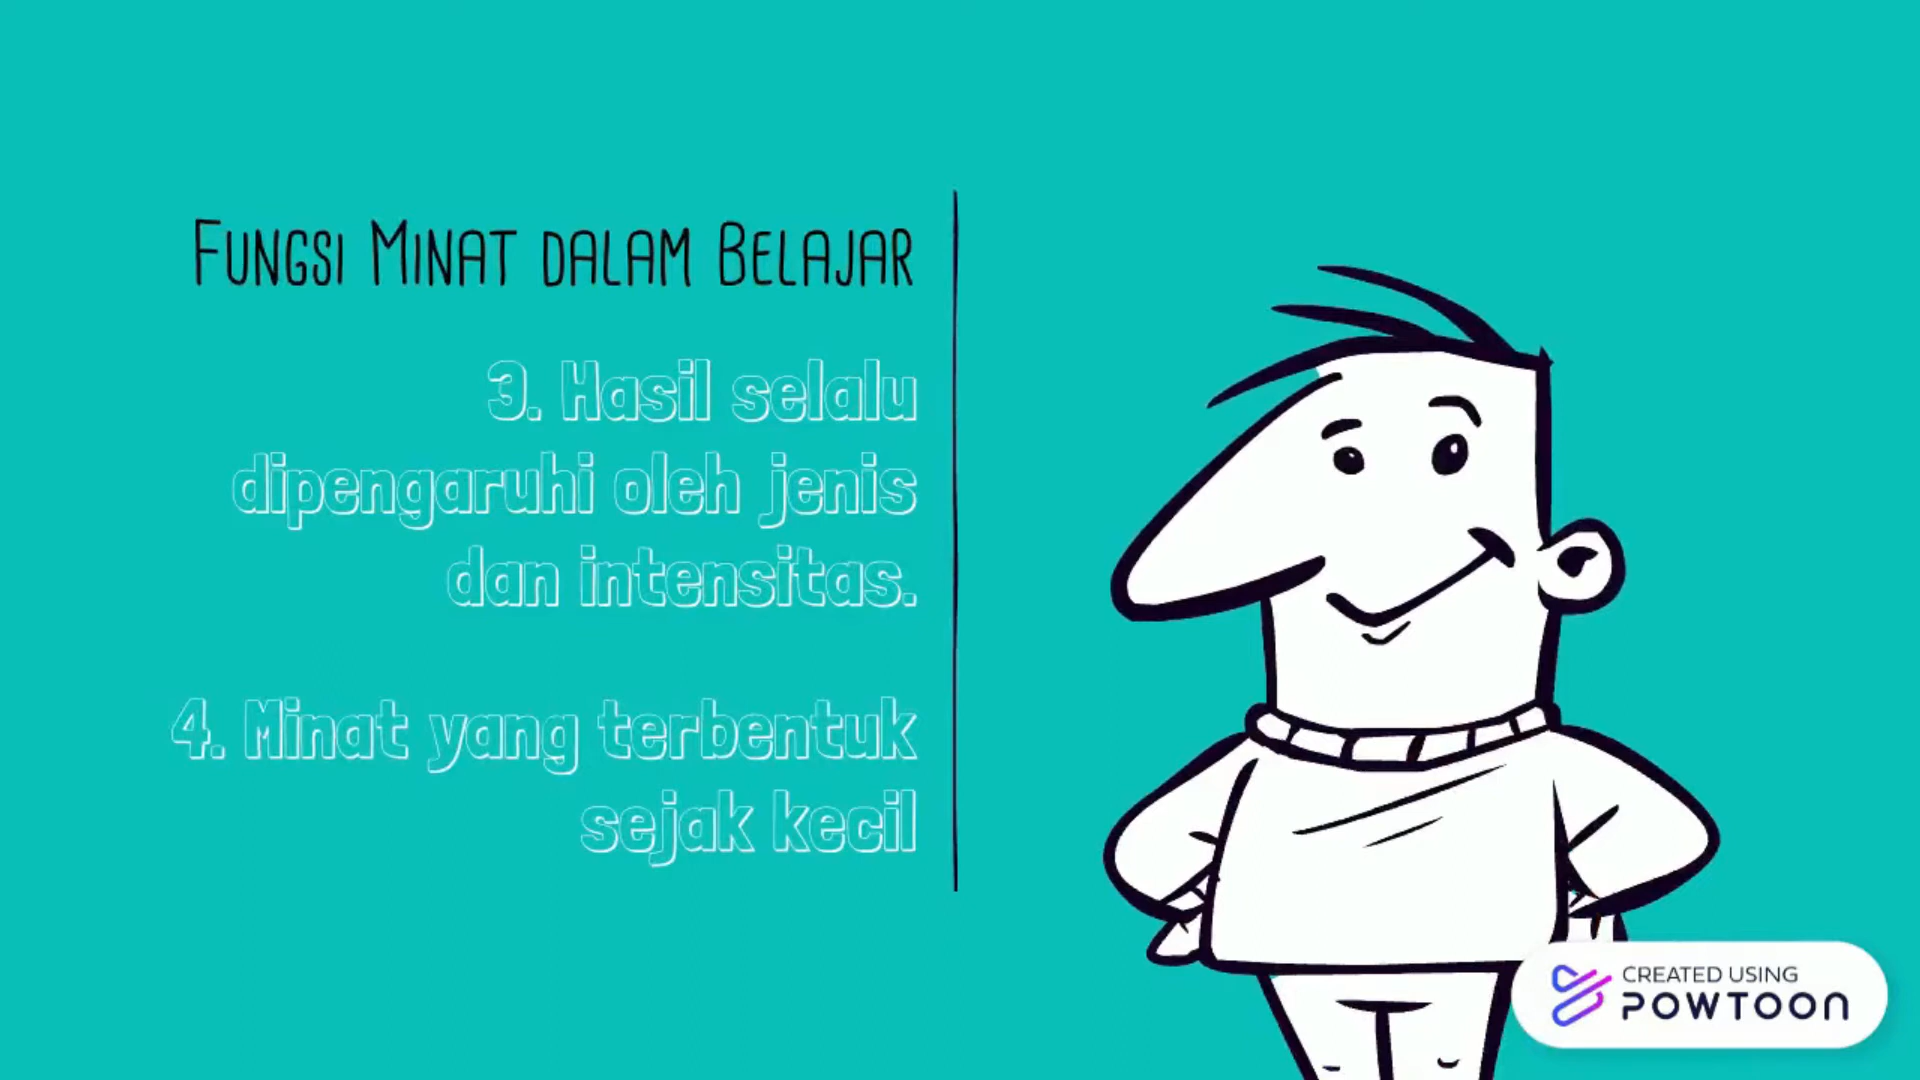 Fungsi Minat dalam Belajar
3. Hasil selalu
dipengaruhi oleh jenis
dan intensitas.
4. Minat yang terbentuk
sejak kecil
CREATED USING
POWTOON